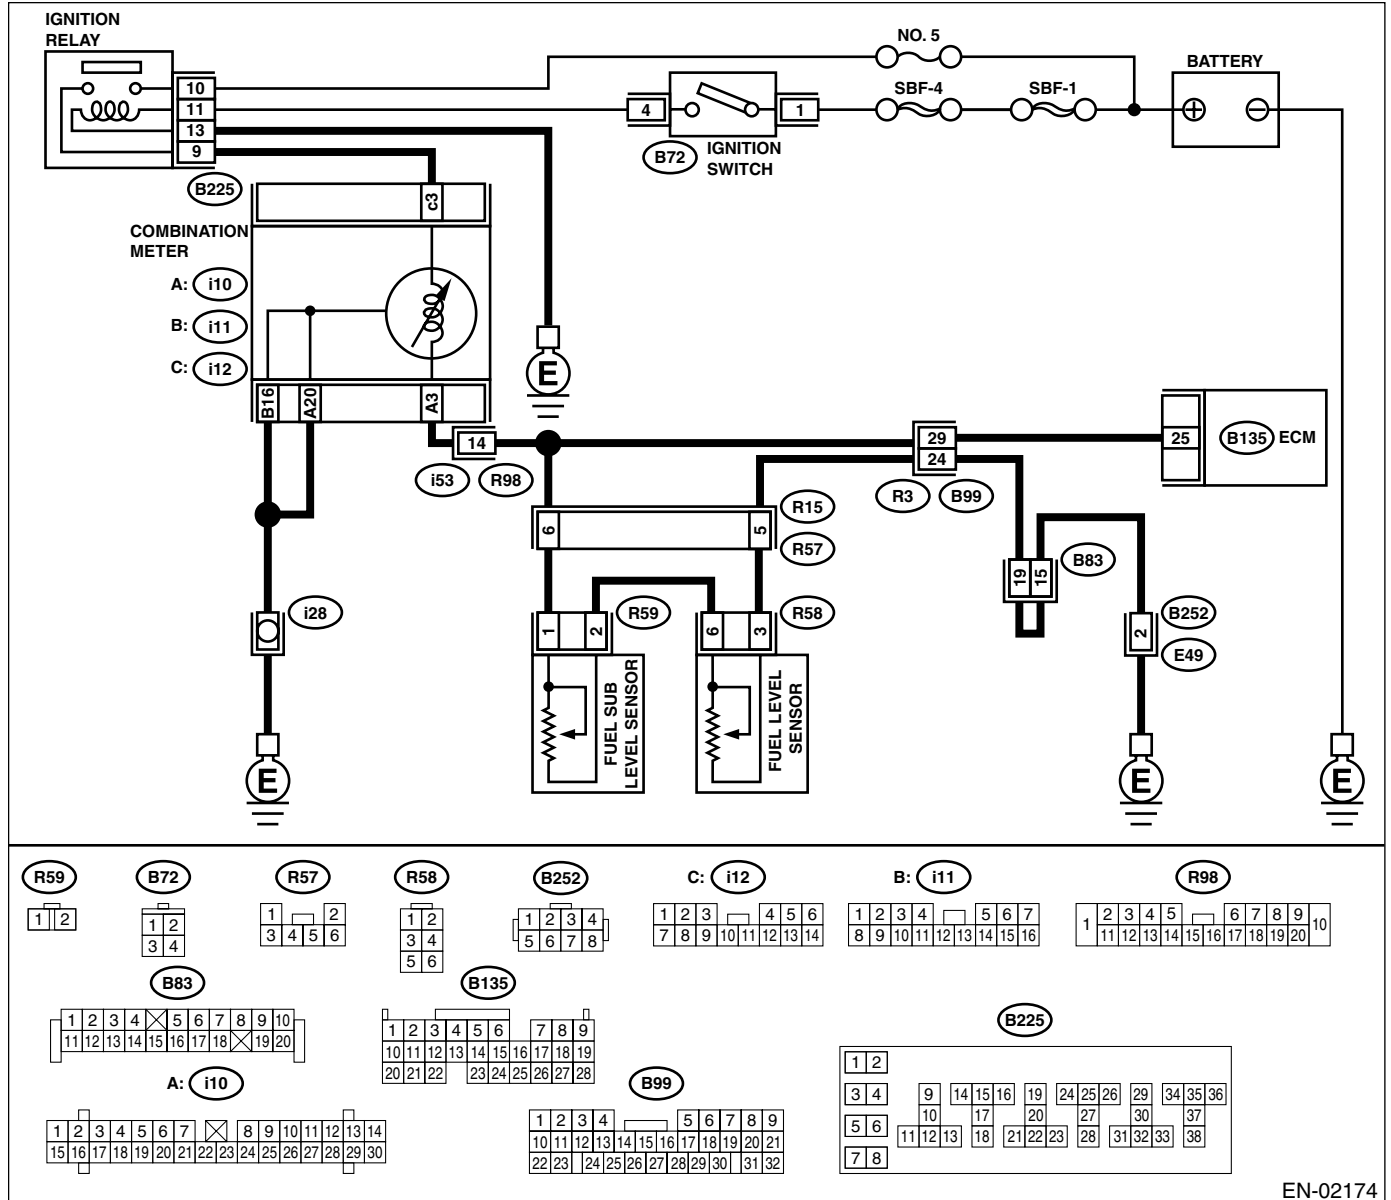 IGNITION
RELAY
NO. 5
BATTERY
SBF-4
SBF-1
10
11
13
9
4
1
B72
IGNITION
SWITCH
B225
c3
COMBINATION
METER
A: i10
B: i11
C: i12
E
B16
A20
A3
14
29
24
25
B135 ECM
i53
R98
R3
B99
R15
6
5
R57
19
15
B83
i28
1
2
R59
6
3
R58
2
B252
E49
FUEL SUB
LEVEL SENSOR
FUEL LEVEL
SENSOR
E
E
E
R59
B72
R57
R58
B252
C: i12
B: i11
R98
1 2
1 2
3 4
1 2
3 4 5 6
1 2
3 4
5 6
1 2 3 4
5 6 7 8
1 2 3 4 5 6
7 8 9 10 11 12 13 14
1 2 3 4 5 6 7
8 9 10 11 12 13 14 15 16
1 2 3 4 5 6 7 8 9 10
11 12 13 14 15 16 17 18 19 20
B83
1 2 3 4 5 6 7 8 9 10
11 12 13 14 15 16 17 18 19 20
B135
1 2 3 4 5 6 7 8 9
10 11 12 13 14 15 16 17 18 19
20 21 22 23 24 25 26 27 28
B225
1 2
3 4
5 6
7 8
9 14 15 16 19 24 25 26 29 34 35 36
10 17 20 27 30 37
11 12 13 18 21 22 23 28 31 32 33 38
A: i10
1 2 3 4 5 6 7 8 9 10 11 12 13 14
15 16 17 18 19 20 21 22 23 24 25 26 27 28 29 30
B99
1 2 3 4 5 6 7 8 9
10 11 12 13 14 15 16 17 18 19 20 21
22 23 24 25 26 27 28 29 30 31 32
EN-02174